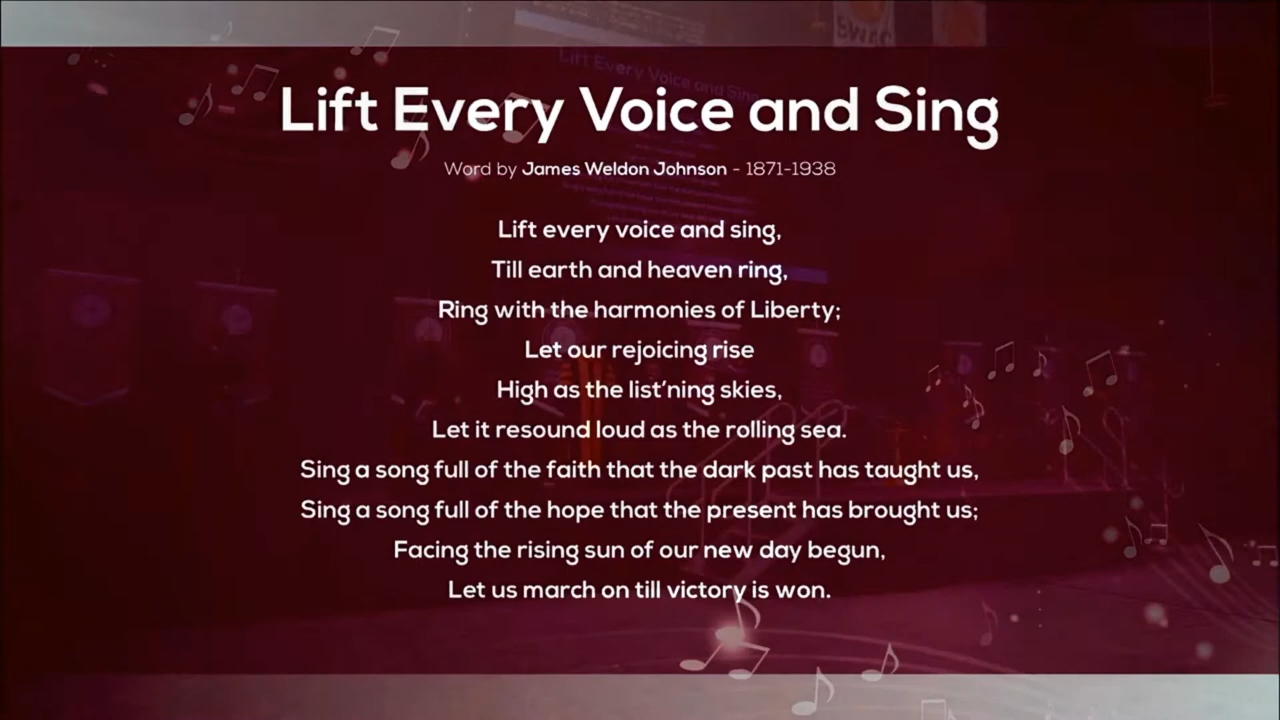 Lift Every Voice and Sing
Word by James Weldon Johnson - 1871-1938
Lift every voice and sing,
Till earth and heaven ring,
Ring with the harmonies of Liberty;
Let our rejoicing rise
High as the list'ning skies,
Let it resound loud as the rolling sea.
Sing a song full of the faith that the dark past has taught us,
Sing a song full of the hope that the present has brought us;
Facing the rising sun of our new day begun,
Let us march on till victory is won.